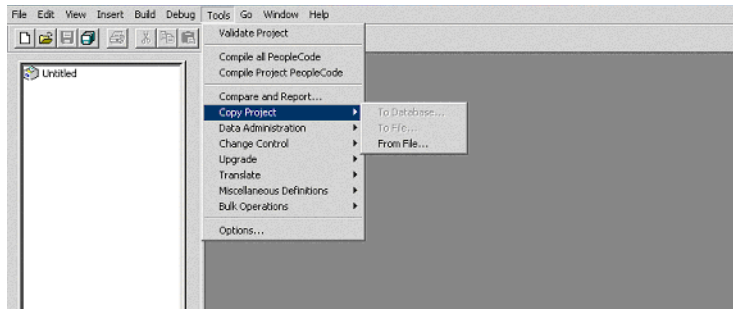 File Edit View Insert Build Debug Tools Go Window Help
Validate Project
Untitled
Compile all PeopleCode
Compile Project PeopleCode
Compare and Report...
Copy Project
To Database...
Data Administration
To File...
Change Control
From File...
Upgrade
Translate
Miscellaneous Definitions
Bulk Operations
Options...